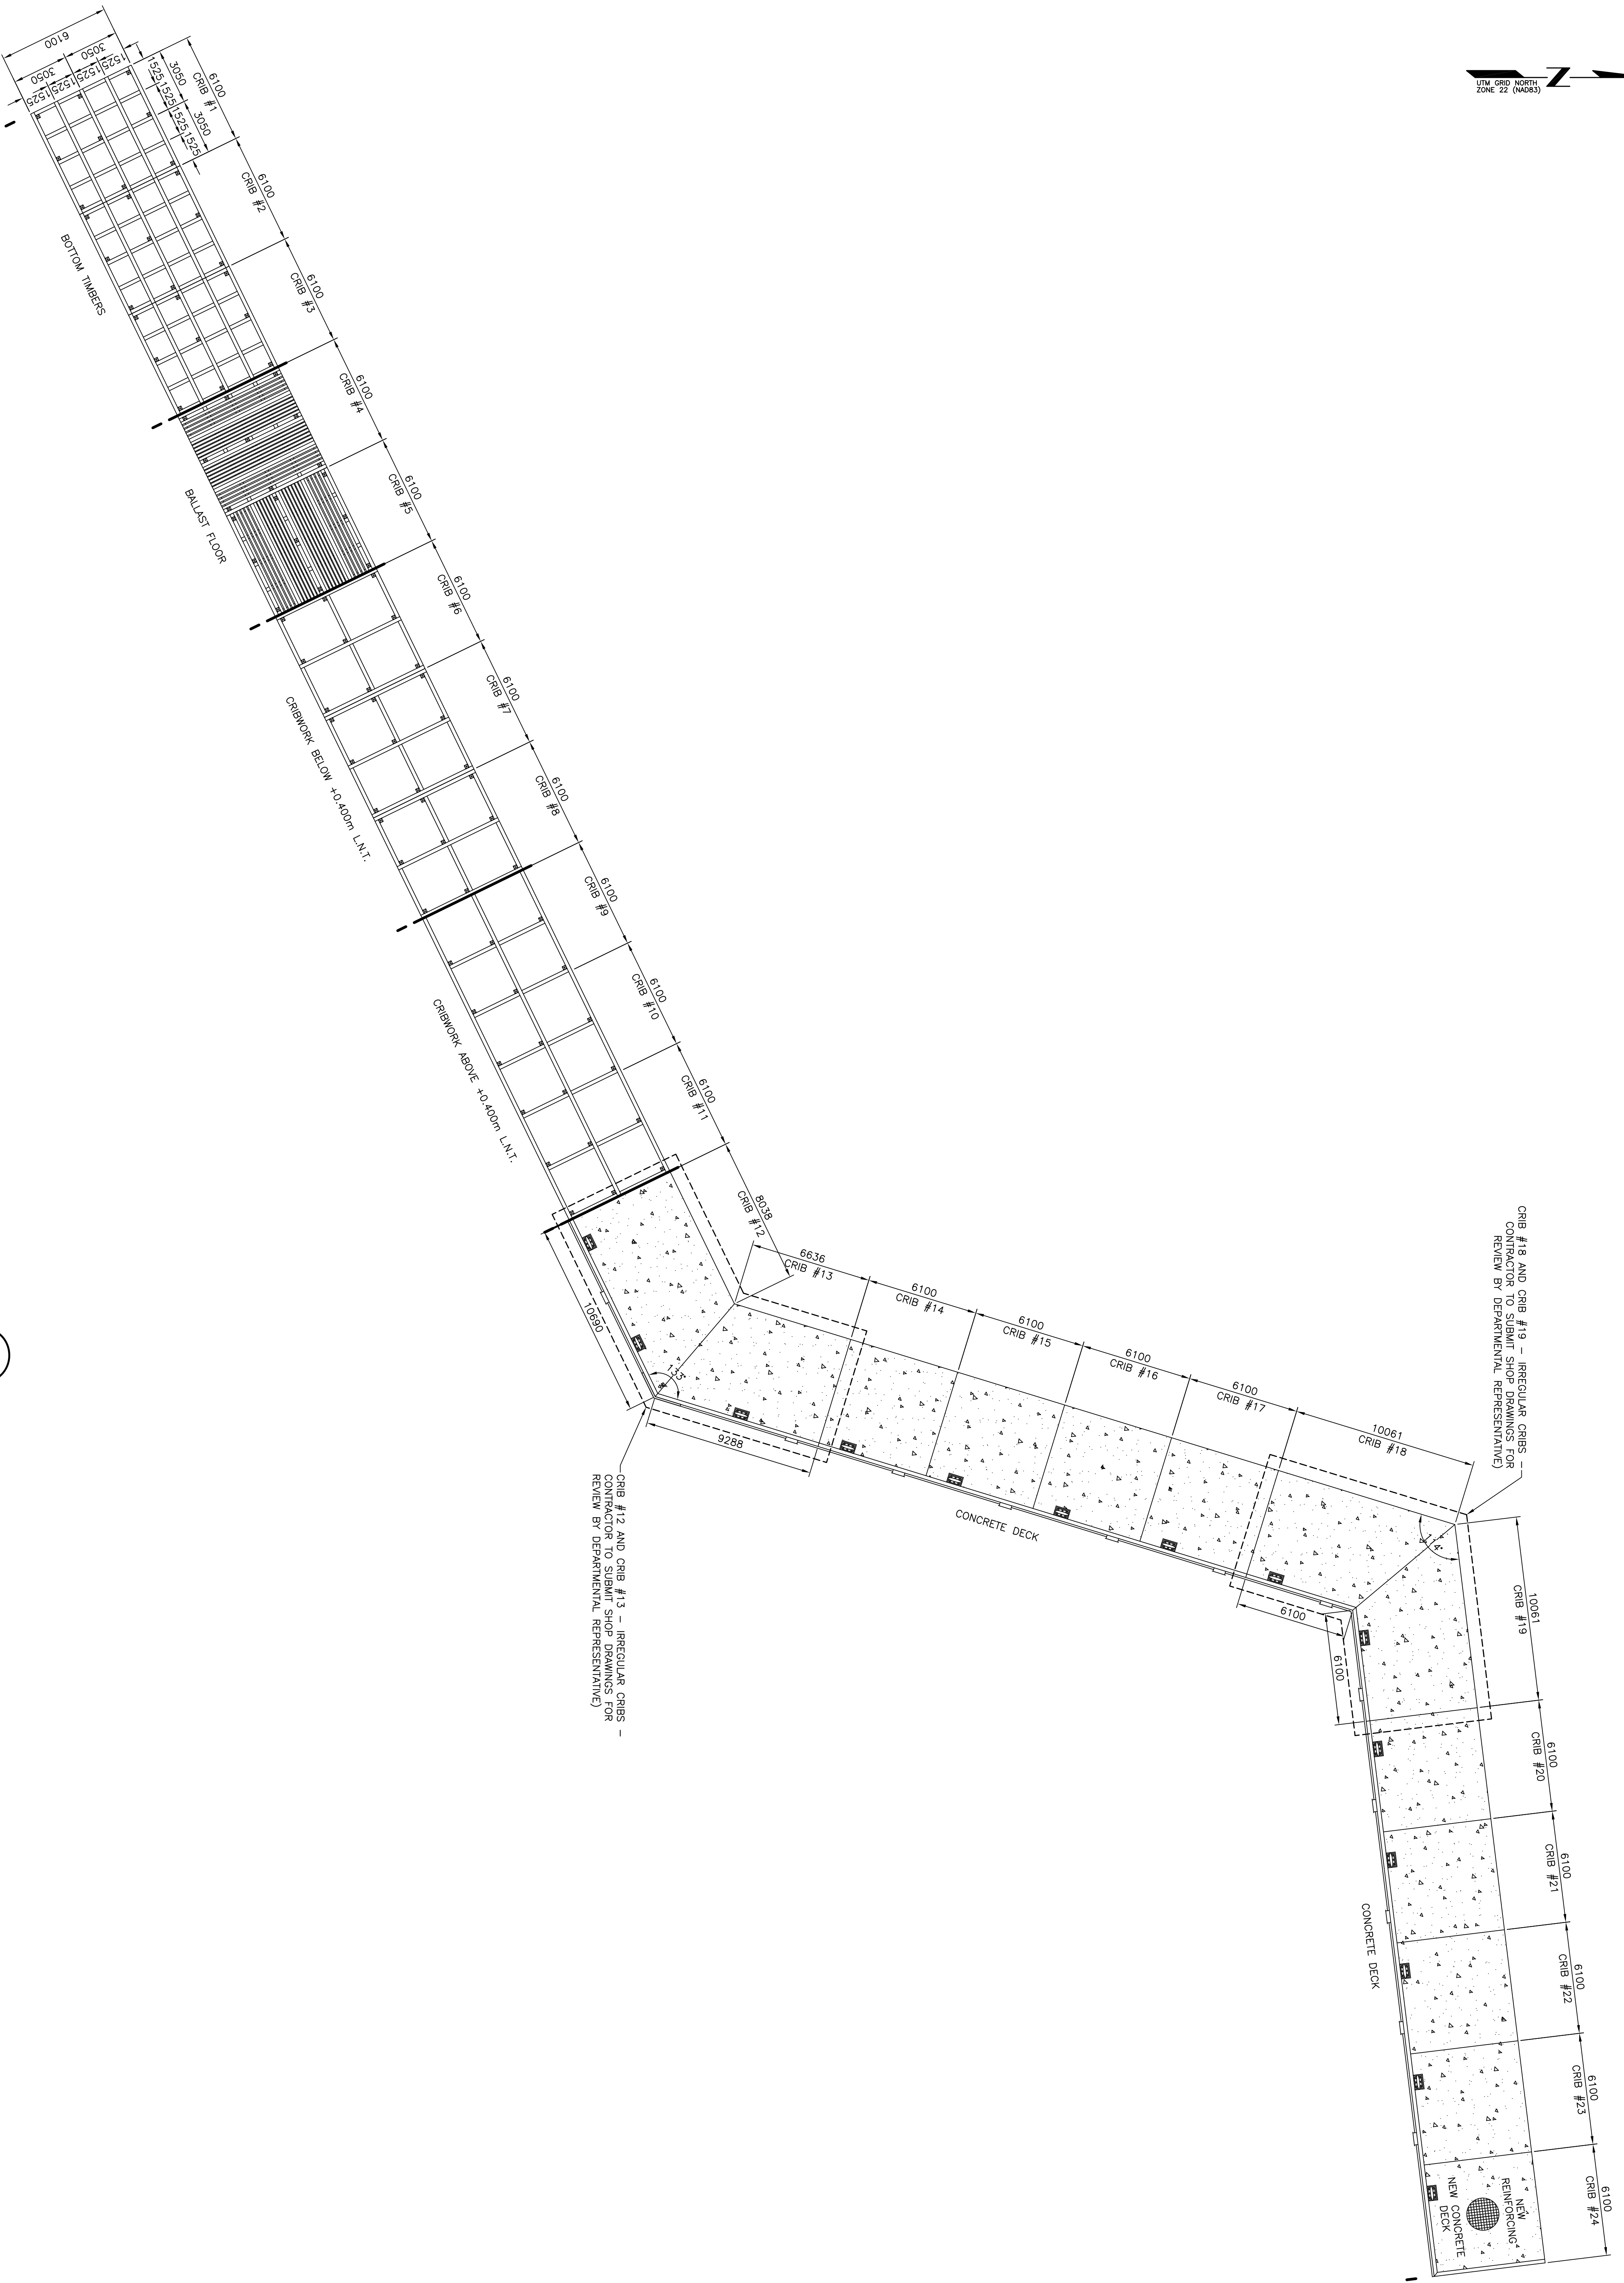 UTM GRID NORTH
ZONE 22 (NAD83)
6100
3050
3050
1525
1525
1525
1525
6100
CRIB #1
3050
3050
1525
1525
1525
1525
6100
CRIB #2
6100
CRIB #3
6100
CRIB #4
6100
CRIB #5
6100
CRIB #6
6100
CRIB #7
6100
CRIB #8
6100
CRIB #9
6100
CRIB #10
6100
CRIB #11
8038
CRIB #12
BOTTOM TIMBERS
BALLAST FLOOR
CRIBWORK BELOW +0.400m L.N.T.
CRIBWORK ABOVE +0.400m L.N.T.
10690
133°
9288
6636
CRIB #13
6100
CRIB #14
6100
CRIB #15
6100
CRIB #16
6100
CRIB #17
10061
CRIB #18
CONCRETE DECK
CRIB #12 AND CRIB #13 – IRREGULAR CRIBS –
CONTRACTOR TO SUBMIT SHOP DRAWINGS FOR
REVIEW BY DEPARTMENTAL REPRESENTATIVE)
CRIB #18 AND CRIB #19 – IRREGULAR CRIBS –
CONTRACTOR TO SUBMIT SHOP DRAWINGS FOR
REVIEW BY DEPARTMENTAL REPRESENTATIVE)
6100
6100
10061
CRIB #19
6100
CRIB #20
6100
CRIB #21
6100
CRIB #22
6100
CRIB #23
6100
CRIB #24
CONCRETE DECK
NEW
REINFORCING
NEW CONCRETE
DECK